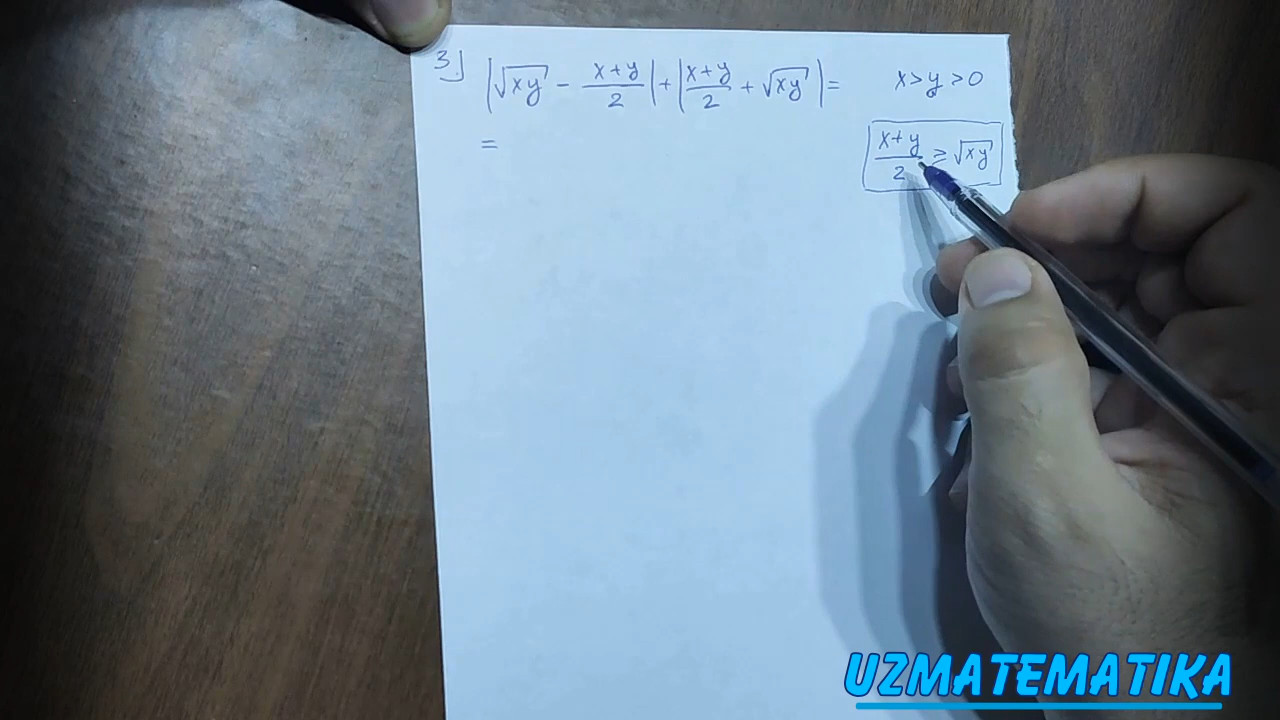 3.) |√xy − x+y/2| + |x+y/2 + √xy| = x>y>0
= x+y/2 ≥ √xy
UZMATEMATIKA